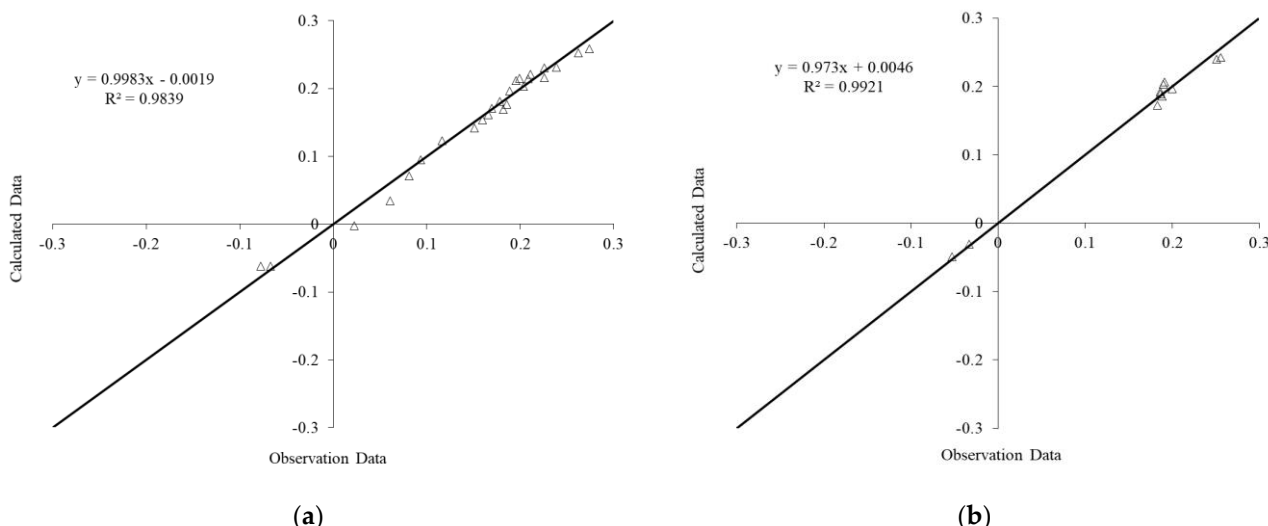 0.3
y = 0.9983x - 0.0019
R² = 0.9839
0.2
0.1
0
-0.3
-0.2
-0.1
0
0.1
0.2
0.3
-0.1
-0.2
-0.3
Calculated Data
Observation Data
(a)
0.3
y = 0.973x + 0.0046
R² = 0.9921
0.2
0.1
0
-0.3
-0.2
-0.1
0
0.1
0.2
0.3
-0.1
-0.2
-0.3
Calculated Data
Observation Data
(b)